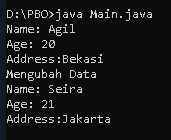 D:\PBO>java Main.java
Name: Agil
Age: 20
Address:Bekasi
Mengubah Data
Name: Seira
Age: 21
Address:Jakarta